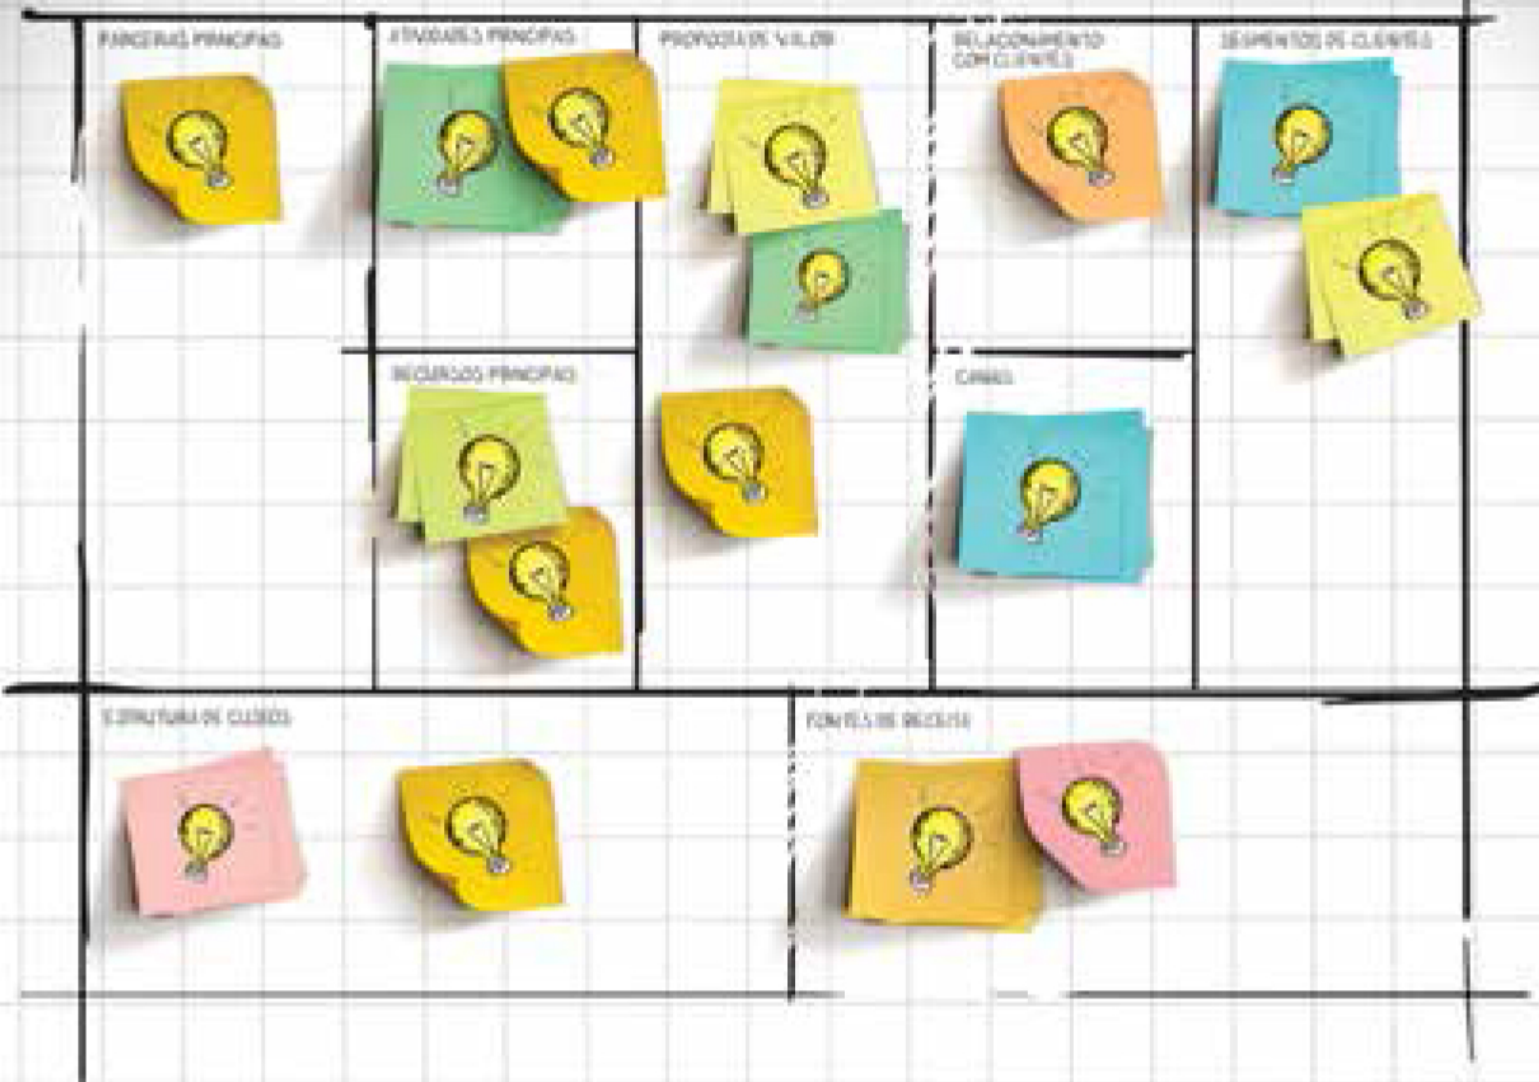 PARCERIAS PRINCIPAIS
ATIVIDADES PRINCIPAIS
PROPOSTA DE VALOR
RELACIONAMENTO
COM CLIENTES
SEGMENTOS DE CLIENTES
RECURSOS PRINCIPAIS
CANAIS
ESTRUTURA DE CUSTOS
FONTES DE RECEITA